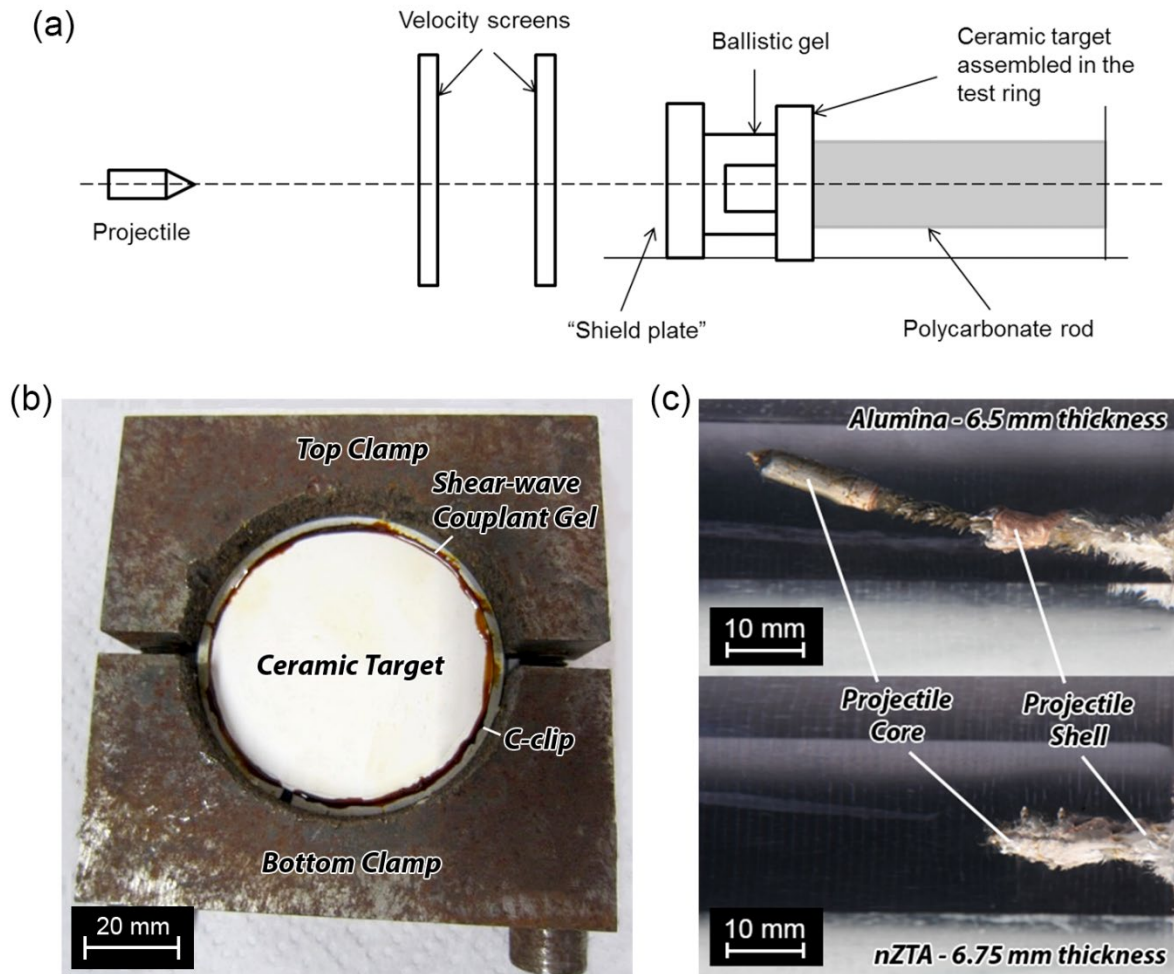 (a)
Velocity screens
Ballistic gel
Ceramic target
assembled in the
test ring
Projectile
“Shield plate”
Polycarbonate rod
(b)
Top Clamp
Shear-wave
Couplant Gel
Ceramic Target
C-clip
Bottom Clamp
20 mm
(c)
Alumina - 6.5 mm thickness
10 mm
Projectile
Core
Projectile
Shell
10 mm
nZTA - 6.75 mm thickness